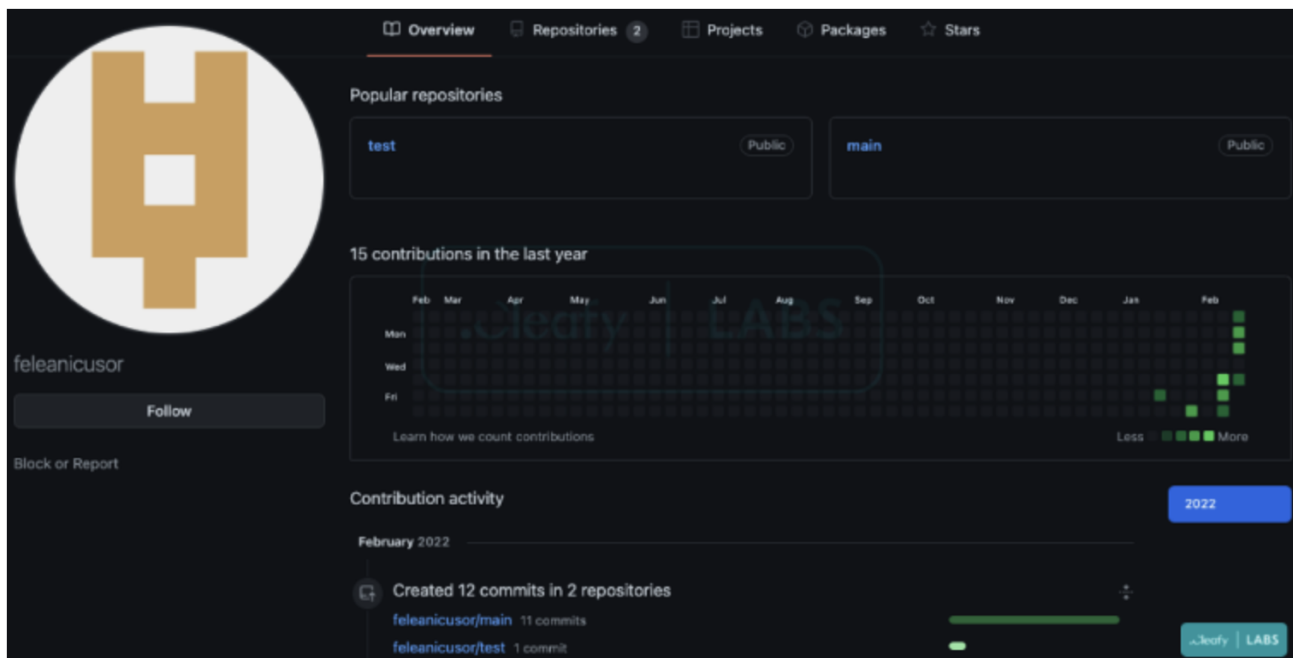 Overview Repositories 2 Projects Packages Stars
Popular repositories
test Public main Public
15 contributions in the last year
Feb Mar Apr May Jun Jul Aug Sep Oct Nov Dec Jan Feb
Mon
Wed
Fri
Cleafy LABS
Learn how we count contributions Less More
feleanicusor
Follow
Block or Report
Contribution activity
2022
February 2022
Created 12 commits in 2 repositories
feleanicusor/main 11 commits
feleanicusor/test 1 commit
Cleafy | LABS